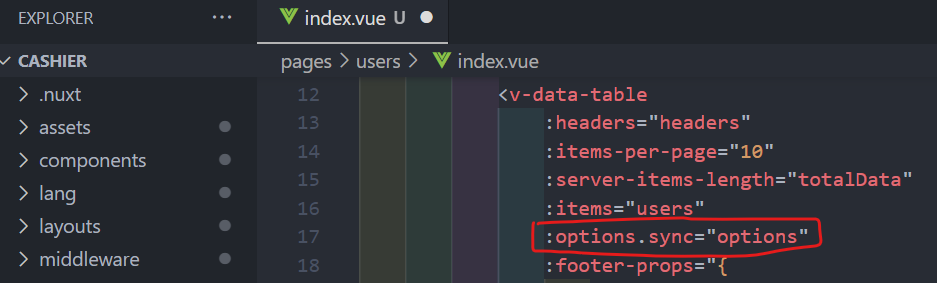 EXPLORER ... index.vue U
CASHIER pages > users > index.vue
.nuxt
assets
components
lang
layouts
middleware
12 <v-data-table
13 :headers="headers"
14 :items-per-page="10"
15 :server-items-length="totalData"
16 :items="users"
17 :options.sync="options"
18 :footer-props="{